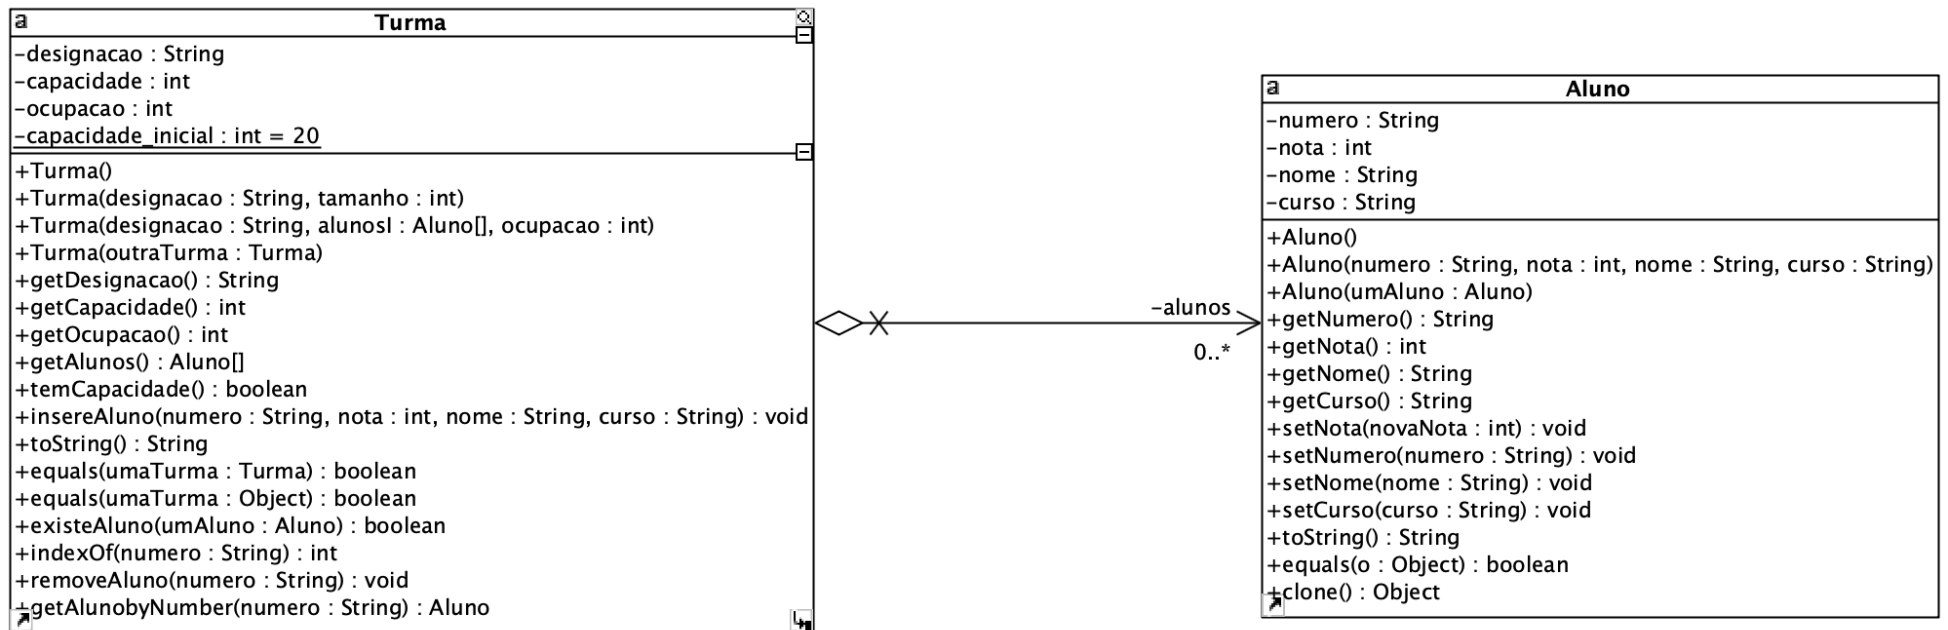 a
Turma
-designacao : String
-capacidade : int
-ocupacao : int
-capacidade_inicial : int = 20
+Turma()
+Turma(designacao : String, tamanho : int)
+Turma(designacao : String, alunosI : Aluno[], ocupacao : int)
+Turma(outraTurma : Turma)
+getDesignacao() : String
+getCapacidade() : int
+getOcupacao() : int
+getAlunos() : Aluno[]
+temCapacidade() : boolean
+insereAluno(numero : String, nota : int, nome : String, curso : String) : void
+toString() : String
+equals(umaTurma : Turma) : boolean
+equals(umaTurma : Object) : boolean
+existeAluno(umAluno : Aluno) : boolean
+indexOf(numero : String) : int
+removeAluno(numero : String) : void
+getAlunobyNumber(numero : String) : Aluno
-alunos
0..*
a
Aluno
-numero : String
-nota : int
-nome : String
-curso : String
+Aluno()
+Aluno(numero : String, nota : int, nome : String, curso : String)
+Aluno(umAluno : Aluno)
+getNumero() : String
+getNota() : int
+getNome() : String
+getCurso() : String
+setNota(novaNota : int) : void
+setNumero(numero : String) : void
+setNome(nome : String) : void
+setCurso(curso : String) : void
+toString() : String
+equals(o : Object) : boolean
+clone() : Object